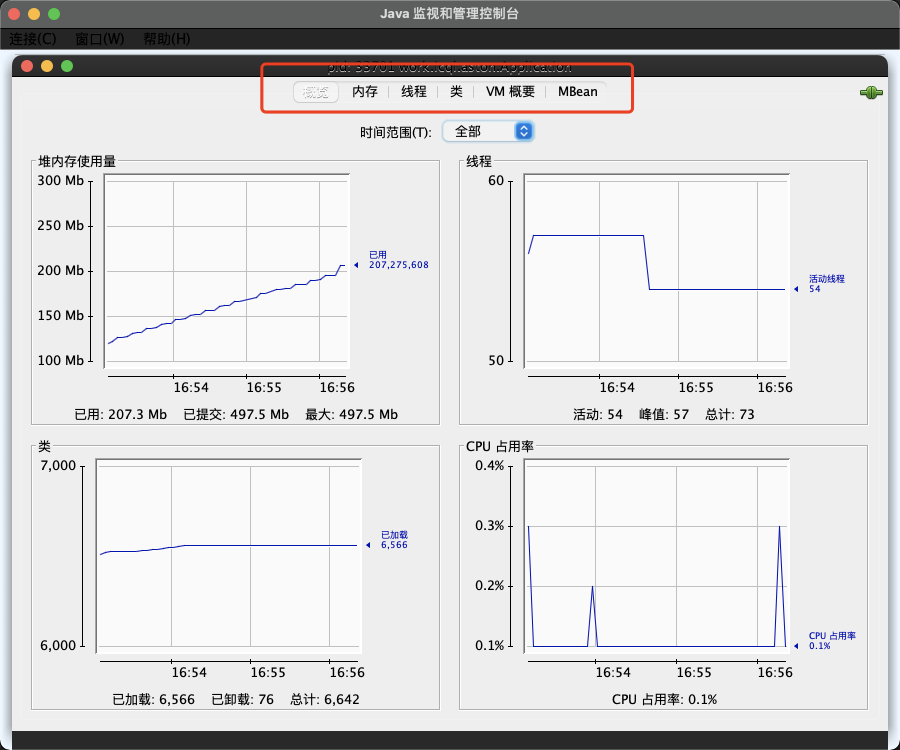 Java 监视和管理控制台
连接(C) 窗口(W) 帮助(H)
概览 内存 线程 类 VM 概要 MBean
时间范围(T): 全部
堆内存使用量
300 Mb
250 Mb
200 Mb
150 Mb
100 Mb
已用
207,275,608
16:54 16:55 16:56
已用: 207.3 Mb 已提交: 497.5 Mb 最大: 497.5 Mb
线程
60
50
活动线程
54
16:54 16:55 16:56
活动: 54 峰值: 57 总计: 73
类
7,000
6,000
已加载
6,566
16:54 16:55 16:56
已加载: 6,566 已卸载: 76 总计: 6,642
CPU 占用率
0.4%
0.3%
0.2%
0.1%
CPU 占用率
0.1%
16:54 16:55 16:56
CPU 占用率: 0.1%